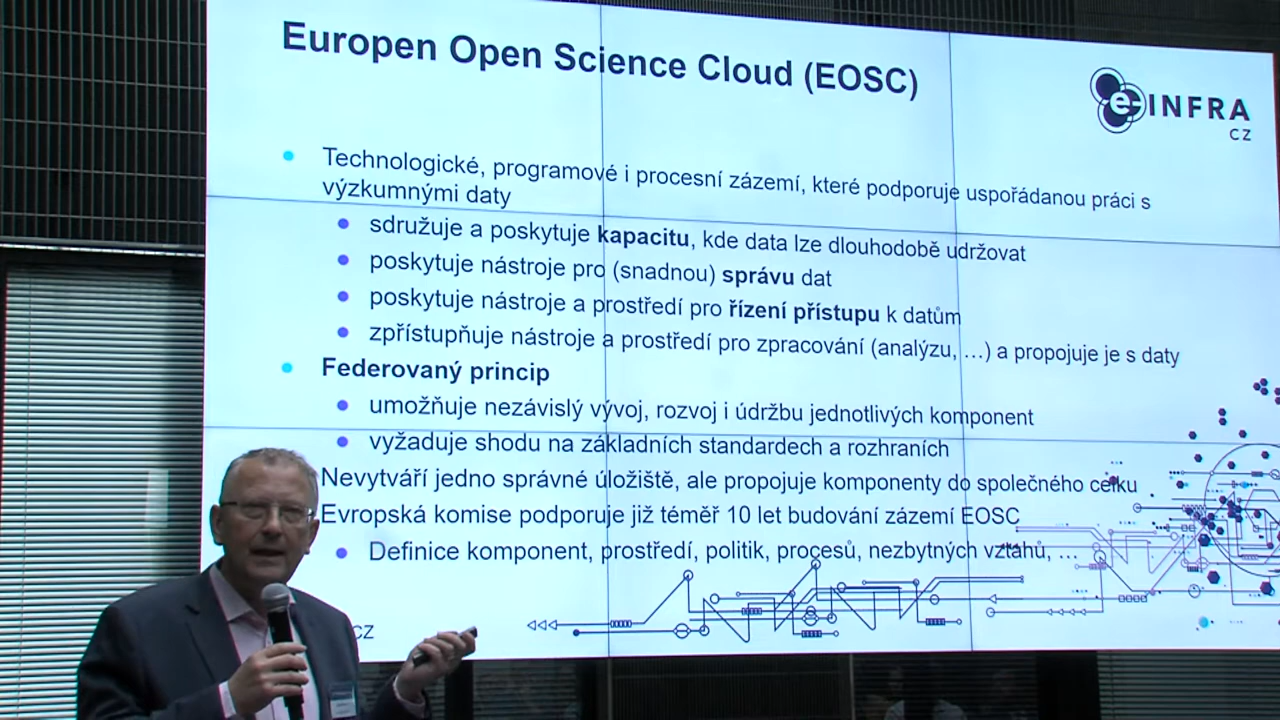 Europen Open Science Cloud (EOSC)
e-INFRA
CZ
Technologické, programové i procesní zázemí, které podporuje uspořádanou práci s
výzkumnými daty
sdružuje a poskytuje kapacitu, kde data lze dlouhodobě udržovat
poskytuje nástroje pro (snadnou) správu dat
poskytuje nástroje a prostředí pro řízení přístupu k datům
zpřístupňuje nástroje a prostředí pro zpracování (analýzu, …) a propojuje je s daty
Federovaný princip
umožňuje nezávislý vývoj, rozvoj i údržbu jednotlivých komponent
vyžaduje shodu na základních standardech a rozhraních
Nevytváří jedno správné úložiště, ale propojuje komponenty do společného celku
Evropská komise podporuje již téměř 10 let budování zázemí EOSC
Definice komponent, prostředí, politik, procesů, nezbytných vztahů, …
cz